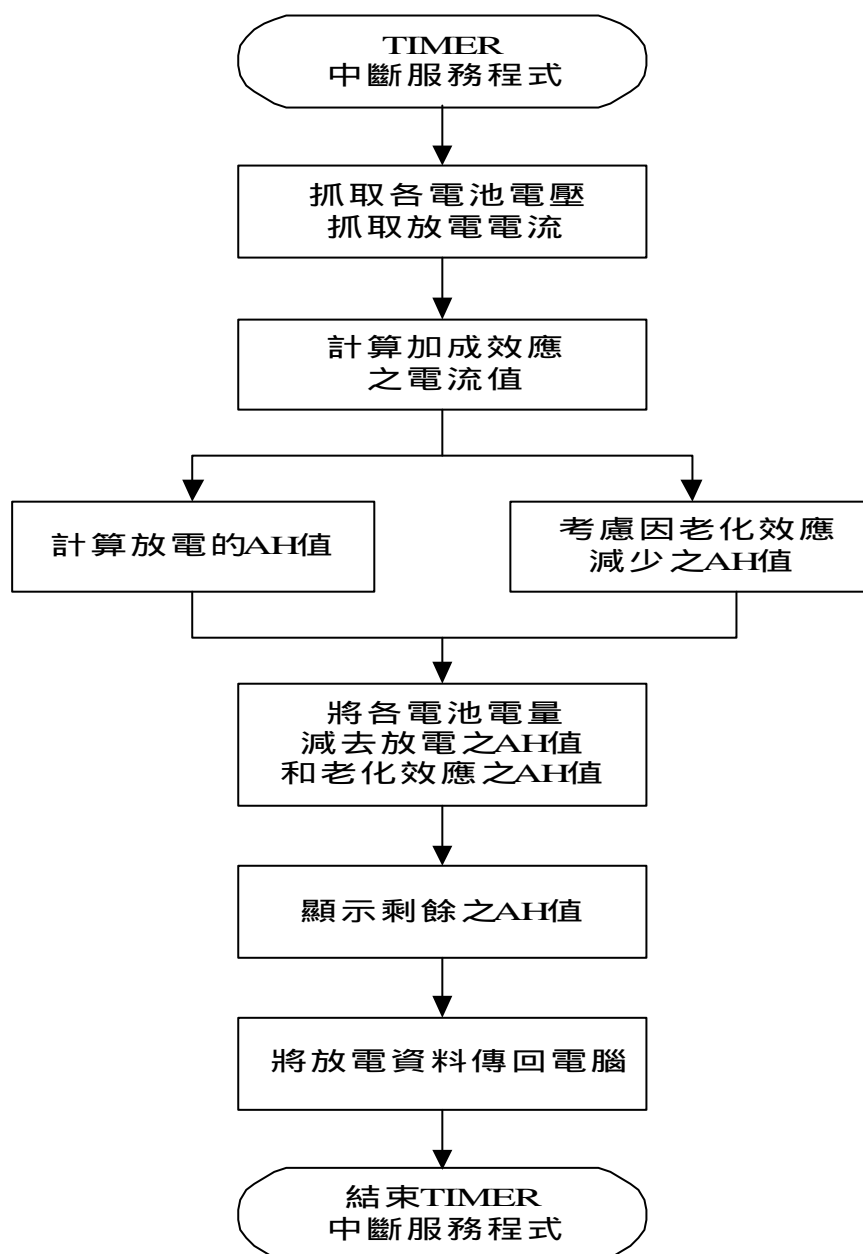 TIMER
中斷服務程式
抓取各電池電壓
抓取放電電流
計算加成效應
之電流值
計算放電的AH值
考慮因老化效應
減少之AH值
將各電池電量
減去放電之AH值
和老化效應之AH值
顯示剩餘之AH值
將放電資料傳回電腦
結束TIMER
中斷服務程式